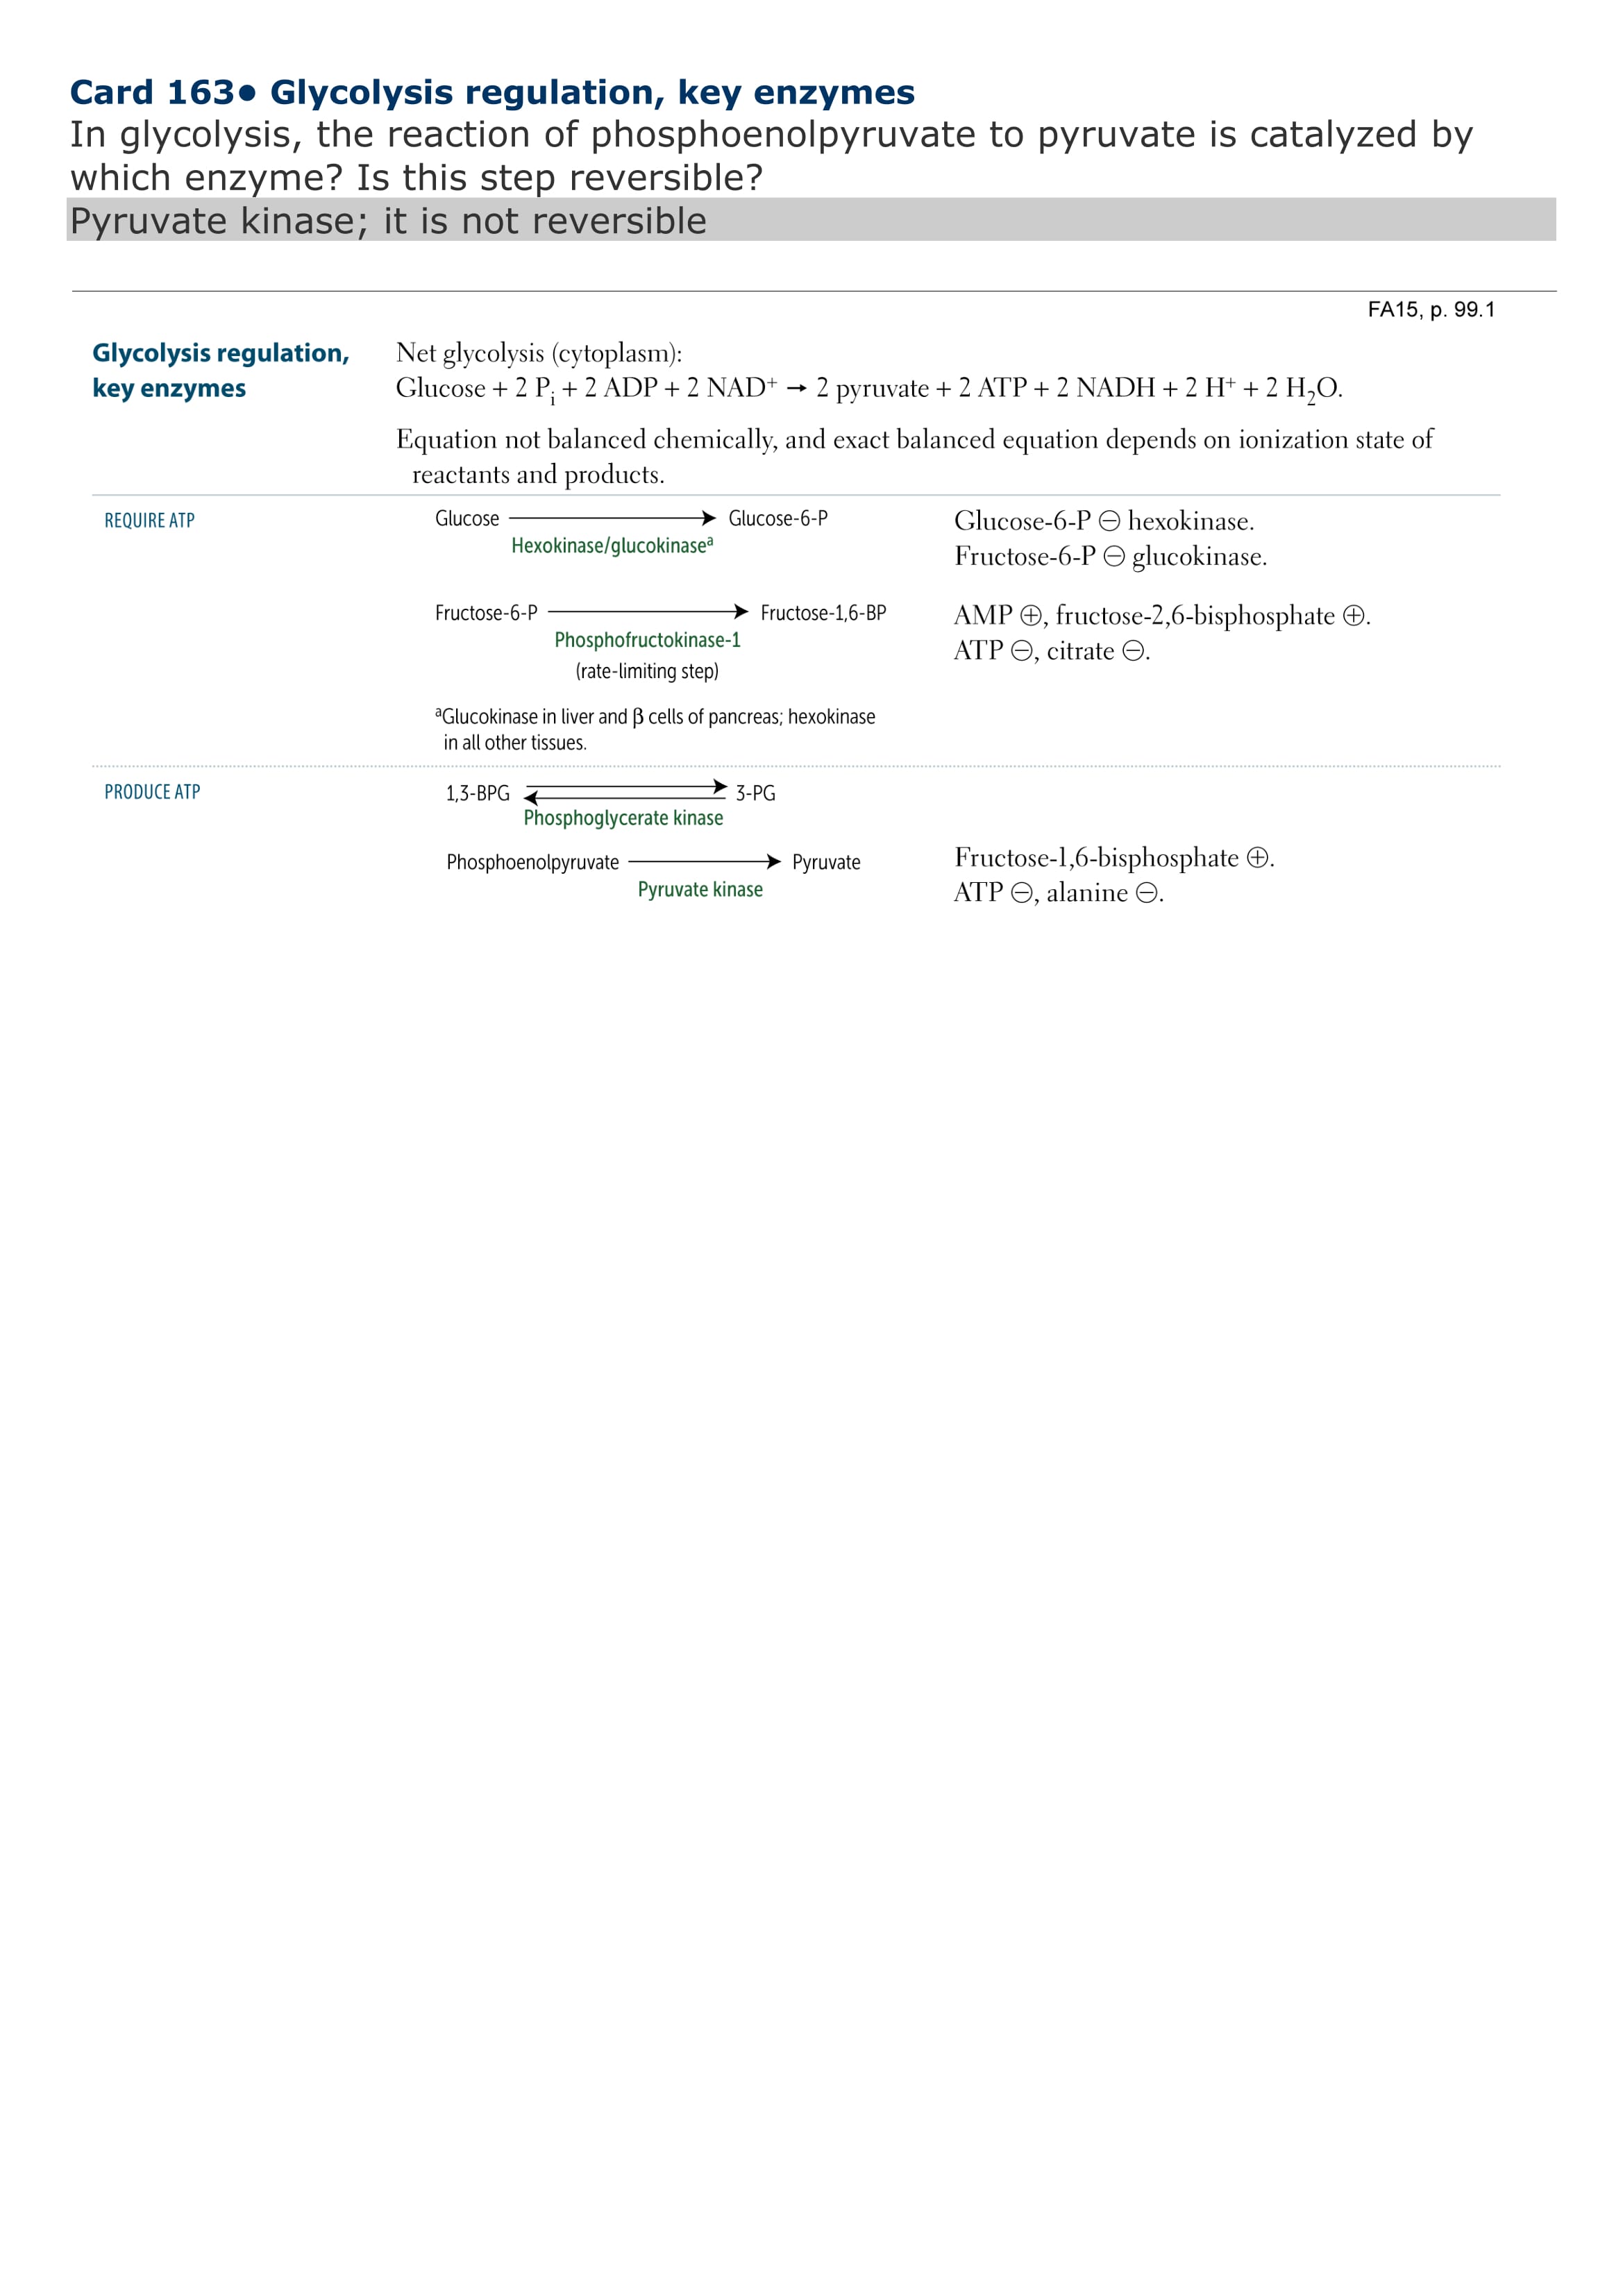 Card 163● Glycolysis regulation, key enzymes
In glycolysis, the reaction of phosphoenolpyruvate to pyruvate is catalyzed by
which enzyme? Is this step reversible?
Pyruvate kinase; it is not reversible
FA15, p. 99.1
Glycolysis regulation,
key enzymes
Net glycolysis (cytoplasm):
Glucose + 2 Pi + 2 ADP + 2 NAD⁺ → 2 pyruvate + 2 ATP + 2 NADH + 2 H⁺ + 2 H₂O.
Equation not balanced chemically, and exact balanced equation depends on ionization state of
reactants and products.
REQUIRE ATP
Glucose → Glucose-6-P
Hexokinase/glucokinaseᵃ
Glucose-6-P ⊖ hexokinase.
Fructose-6-P ⊖ glucokinase.
Fructose-6-P → Fructose-1,6-BP
Phosphofructokinase-1
(rate-limiting step)
AMP ⊕, fructose-2,6-bisphosphate ⊕.
ATP ⊖, citrate ⊖.
ᵃGlucokinase in liver and β cells of pancreas; hexokinase
in all other tissues.
PRODUCE ATP
1,3-BPG ⇄ 3-PG
Phosphoglycerate kinase
Phosphoenolpyruvate → Pyruvate
Pyruvate kinase
Fructose-1,6-bisphosphate ⊕.
ATP ⊖, alanine ⊖.